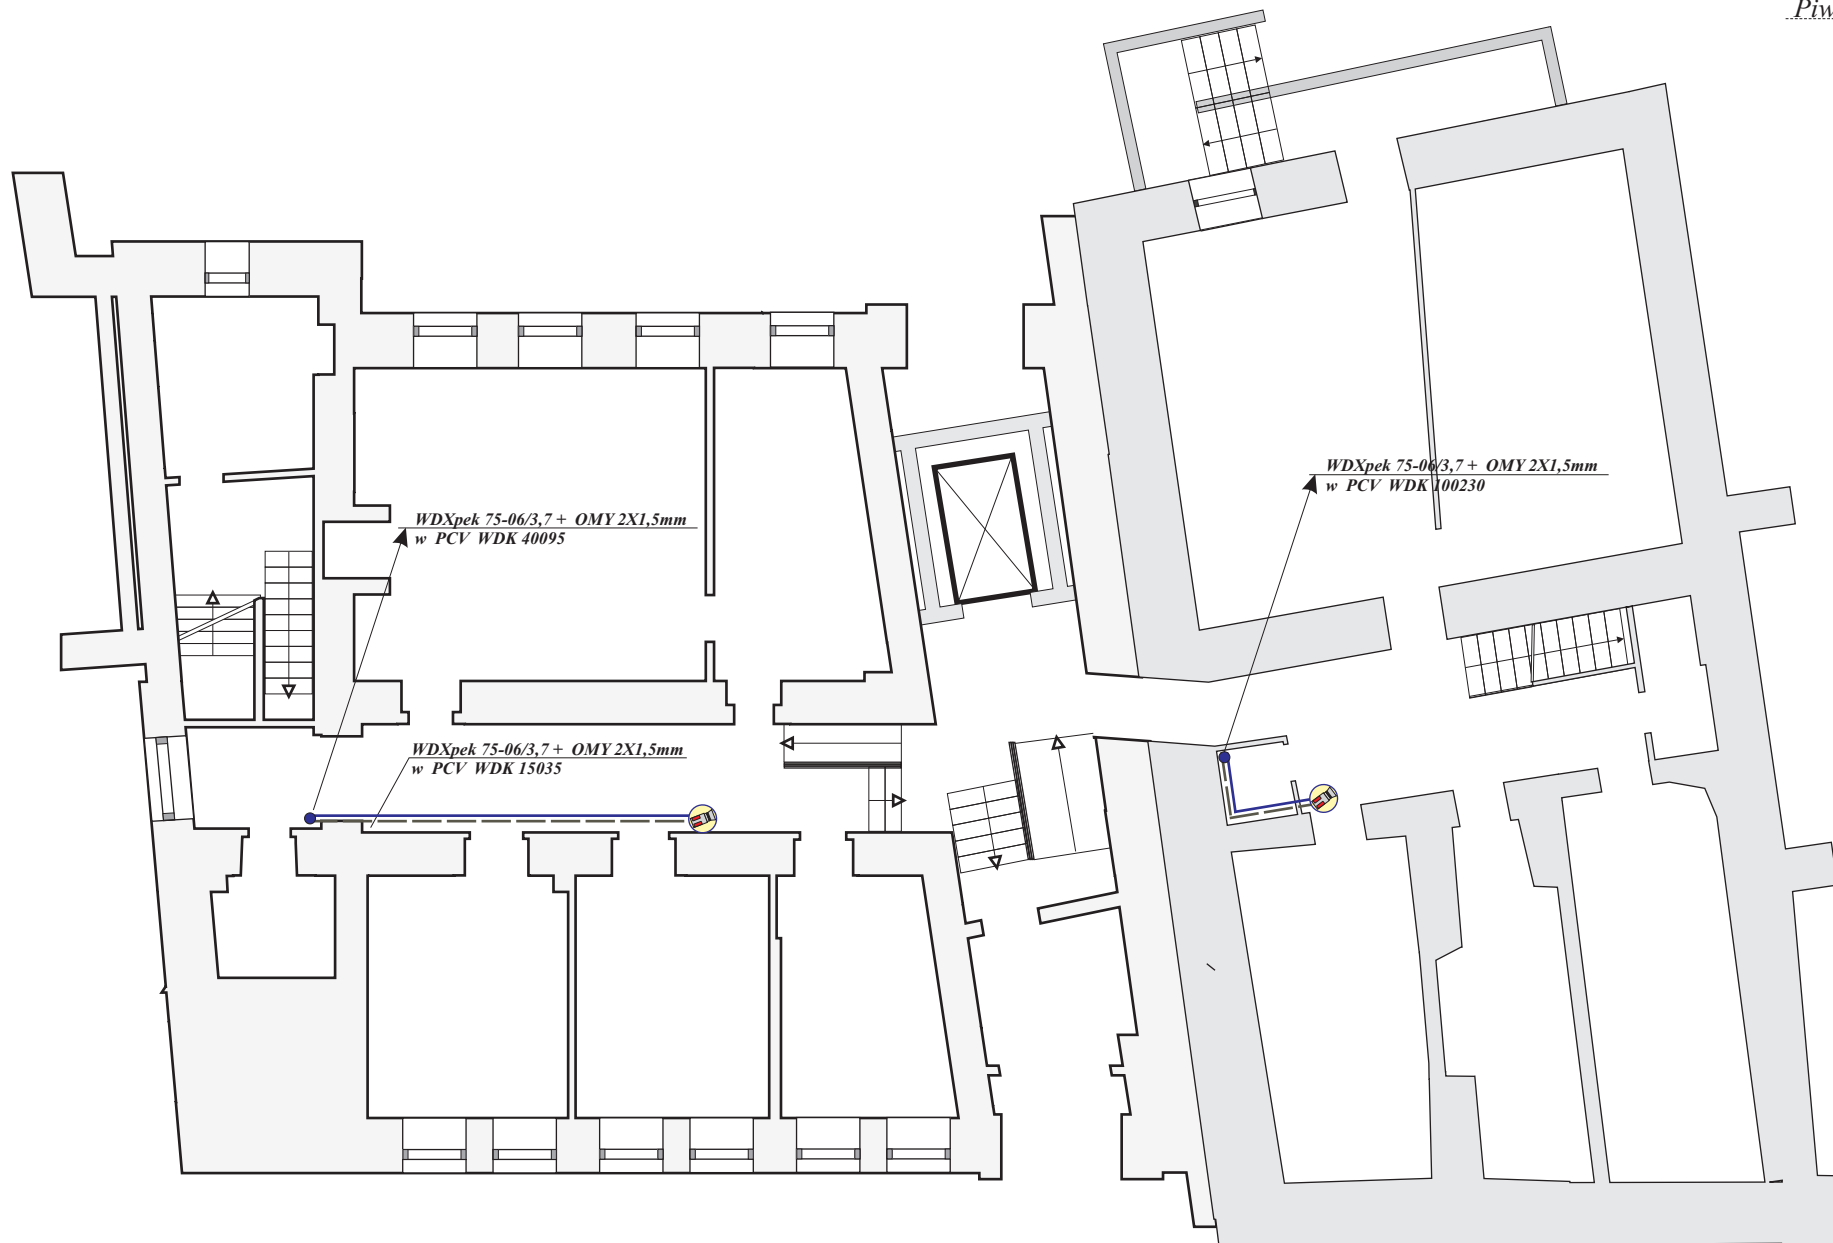 Piw
WDXpek 75-06/3,7 + OMY 2X1,5mm
w PCV WDK 100230
WDXpek 75-06/3,7 + OMY 2X1,5mm
w PCV WDK 40095
WDXpek 75-06/3,7 + OMY 2X1,5mm
w PCV WDK 15035